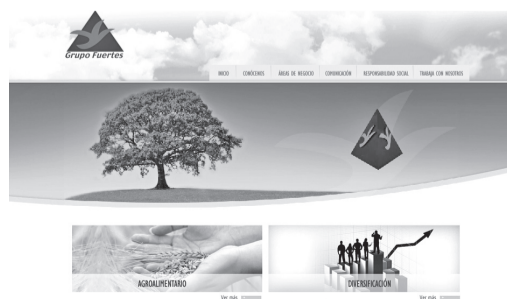 Grupo Fuertes
INICIO CONÓCENOS ÁREAS DE NEGOCIO COMUNICACIÓN RESPONSABILIDAD SOCIAL TRABAJA CON NOSOTROS
AGROALIMENTARIO
DIVERSIFICACIÓN
Ver más
Ver más